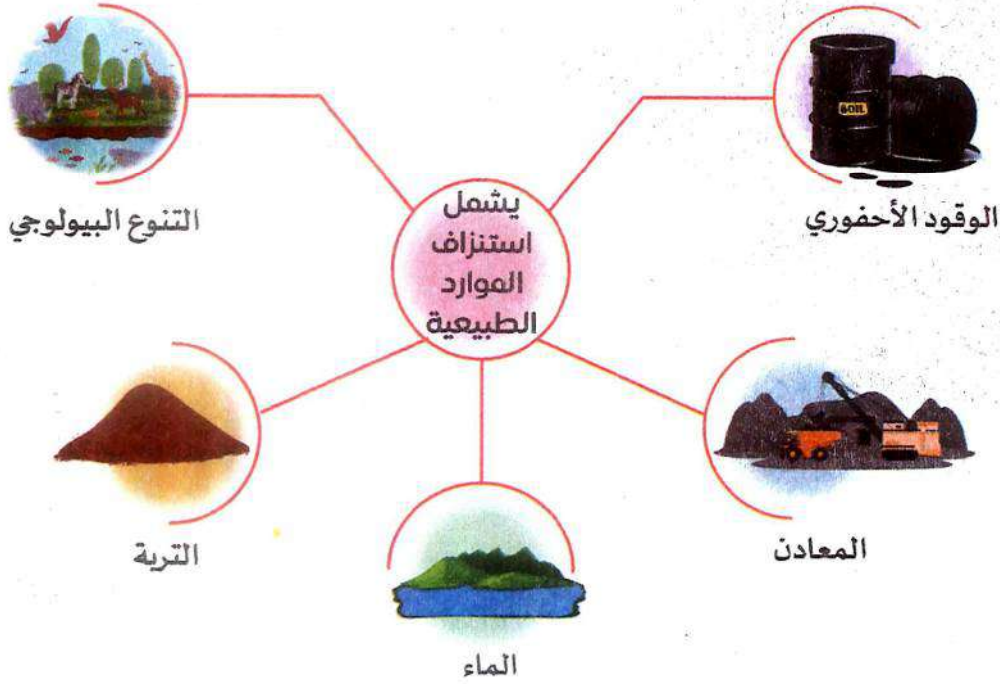 يشمل
استنزاف
الموارد
الطبيعية
الوقود الأحفوري
OIL
التنوع البيولوجي
المعادن
التربة
الماء